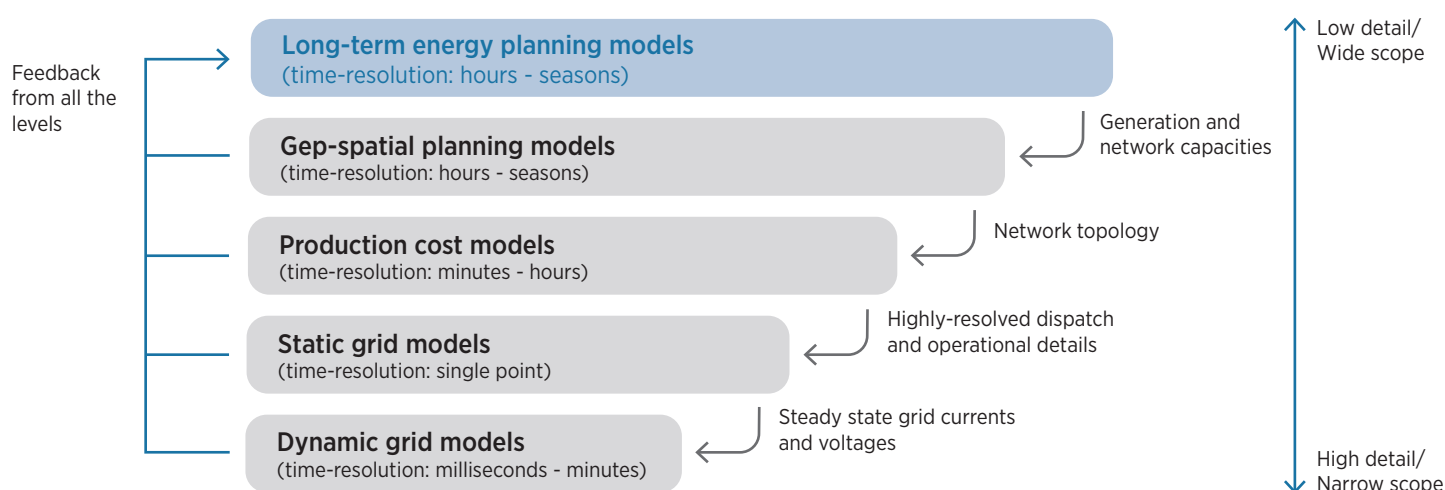 Long-term energy planning models
(time-resolution: hours - seasons)
Low detail/
Wide scope
Feedback
from all the
levels
Generation and
network capacities
Gep-spatial planning models
(time-resolution: hours - seasons)
Network topology
Production cost models
(time-resolution: minutes - hours)
Highly-resolved dispatch
and operational details
Static grid models
(time-resolution: single point)
Steady state grid currents
and voltages
Dynamic grid models
(time-resolution: milliseconds - minutes)
High detail/
Narrow scope